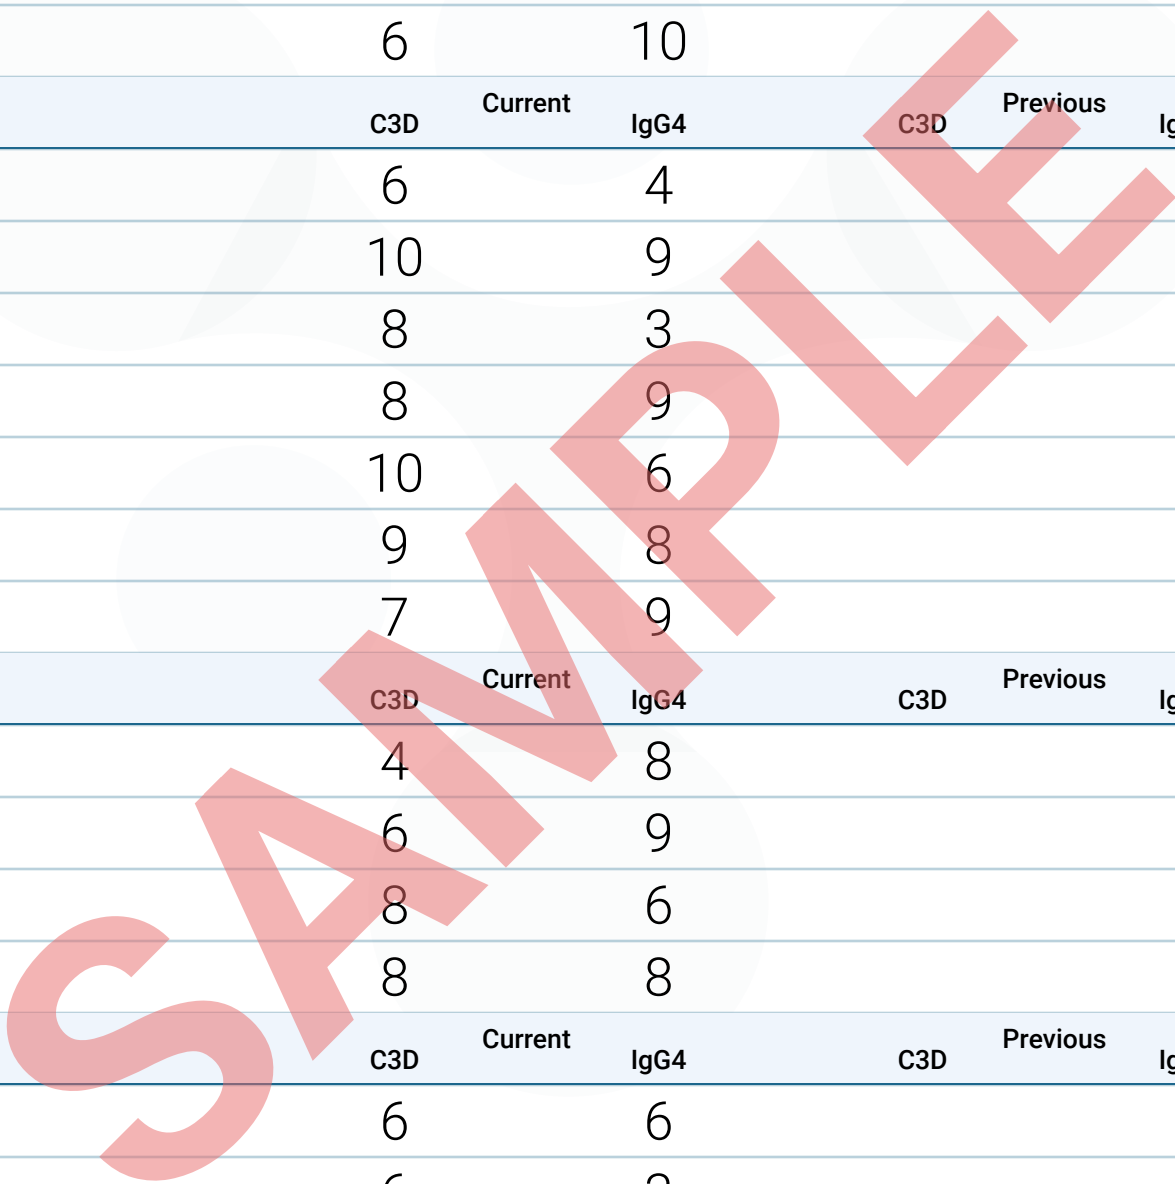 6 10
Current Previous
C3D IgG4 C3D
6 4
10 9
8 3
8 9
10 6
9 8
7 9
Current Previous
C3D IgG4 C3D
4 8
6 9
8 6
8 8
Current Previous
C3D IgG4 C3D
6 6
SAMPLE